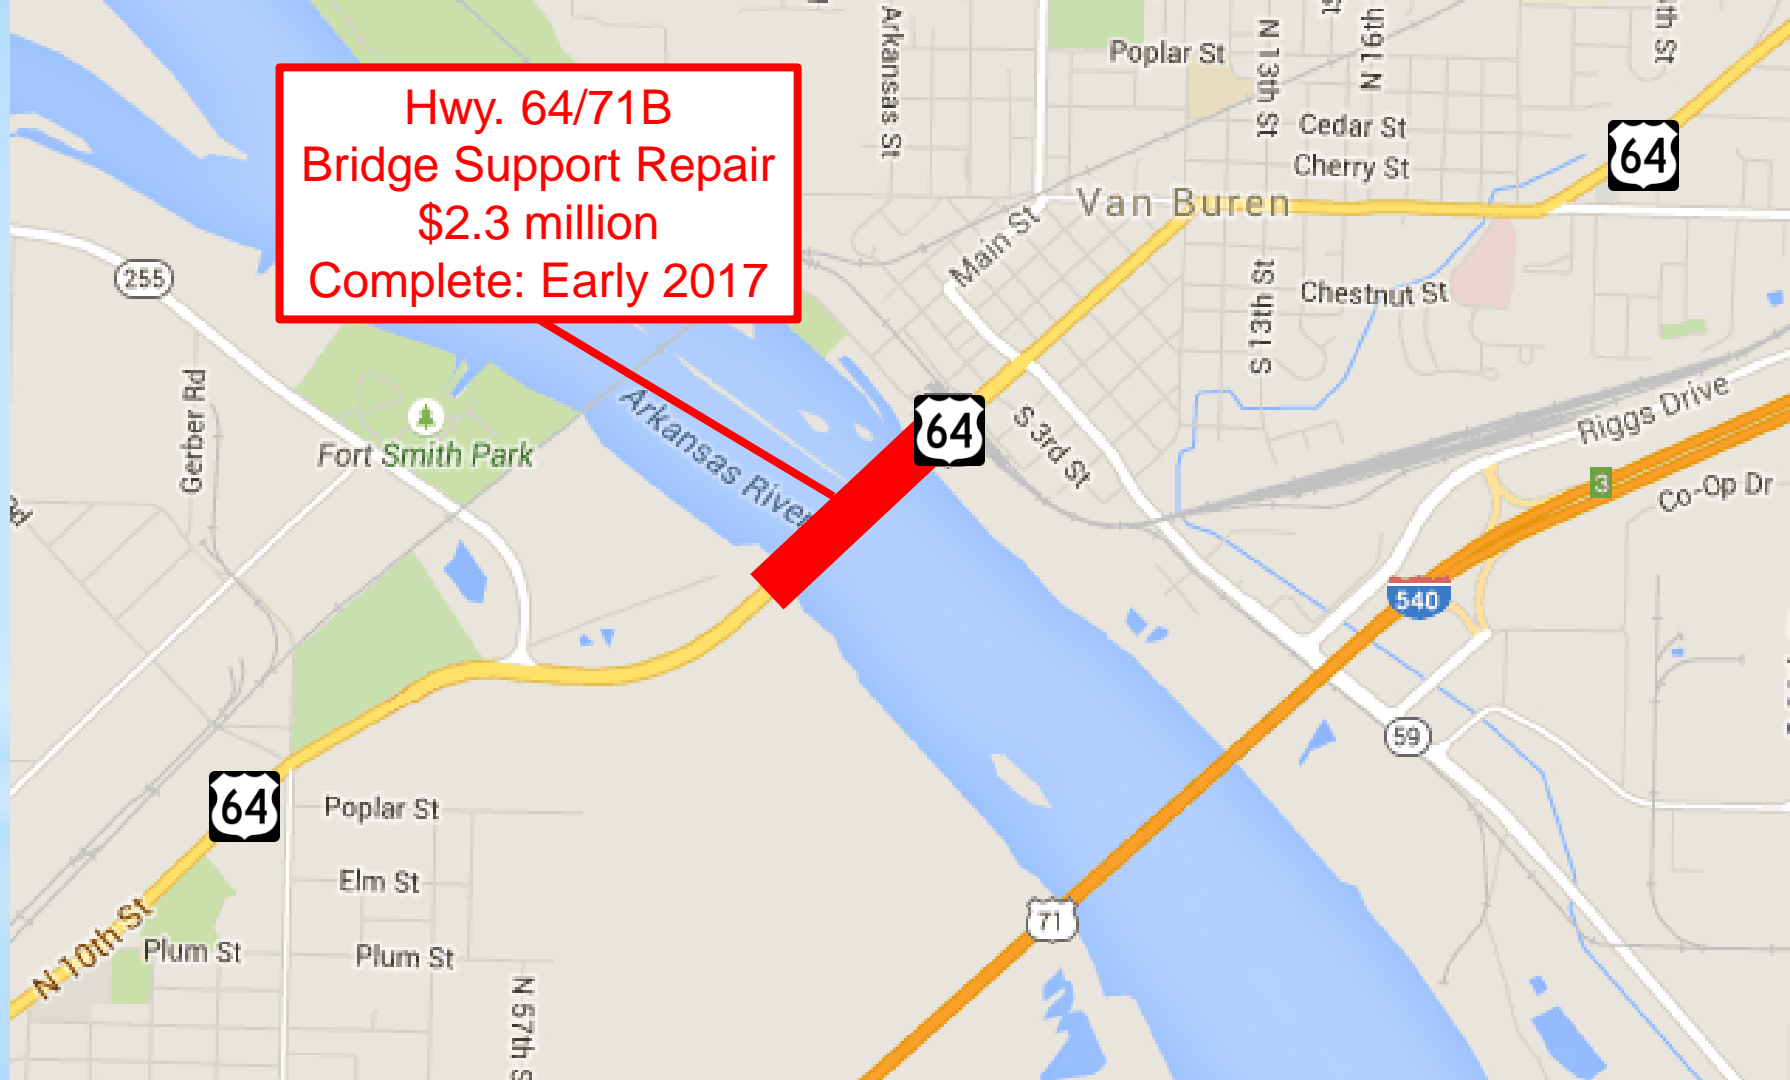 Hwy. 64/71B
Bridge Support Repair
$2.3 million
Complete: Early 2017
Arkansas St
Poplar St
N 13th St
N 16th
St
th St
Cedar St
Cherry St
64
Van Buren
Main St
255
S 13th St
Chestnut St
Gerber Rd
Fort Smith Park
Arkansas River
64
S 3rd St
Riggs Drive
3
Co-Op Dr
Rd
540
59
64
Poplar St
Elm St
71
N 10th St
Plum St
Plum St
N 57th S